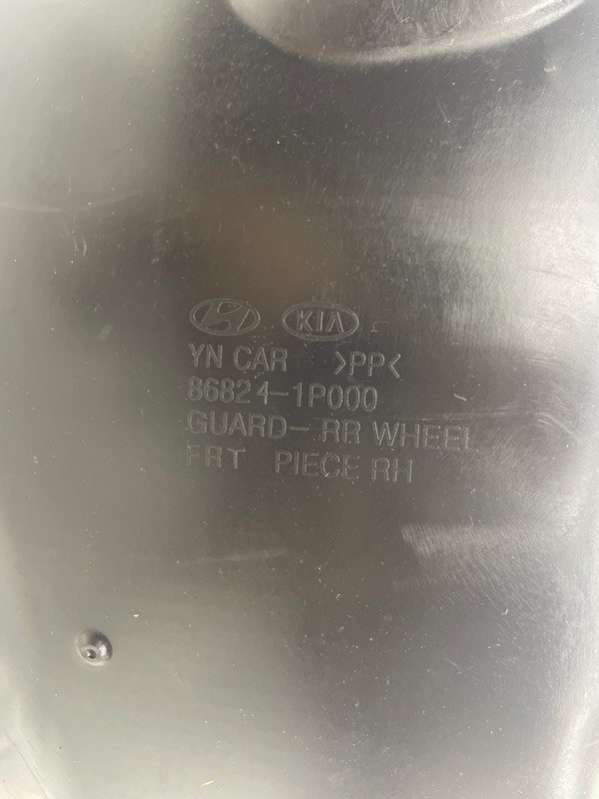 KIA
YN CAR >PP<
86824-1P000
GUARD-RR WHEEL
FRT PIECE RH